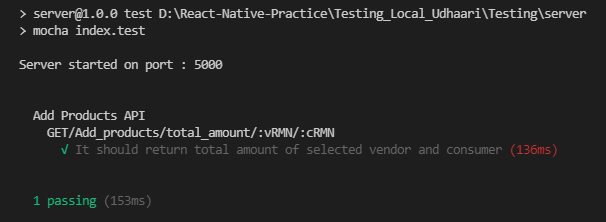 > server@1.0.0 test D:\React-Native-Practice\Testing_Local_Udhaari\Testing\server
> mocha index.test
Server started on port : 5000
Add Products API
GET/Add_products/total_amount/:vRMN/:cRMN
√ It should return total amount of selected vendor and consumer (136ms)
1 passing (153ms)